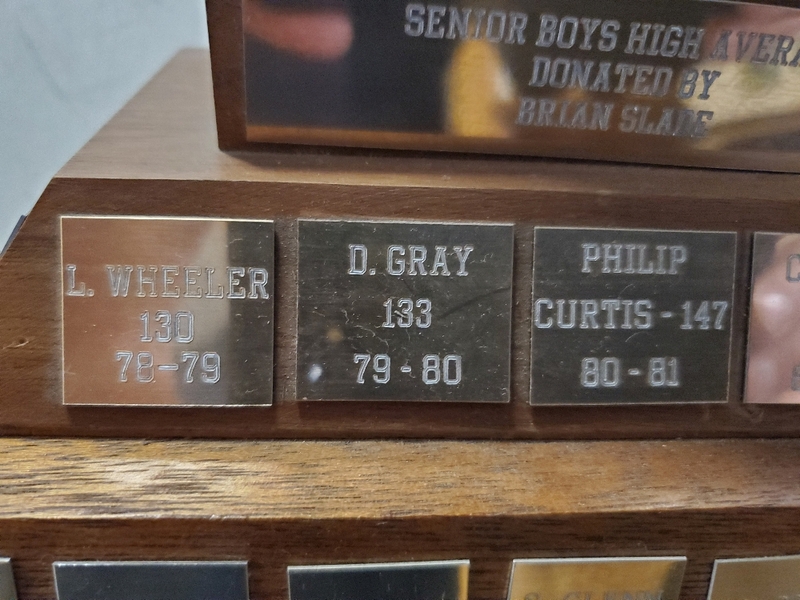 SENIOR BOYS HIGH
DONATED BY
BRIAN SLADE
L. WHEELER
130
78-79
D. GRAY
133
79-80
PHILIP
CURTIS-147
80-81